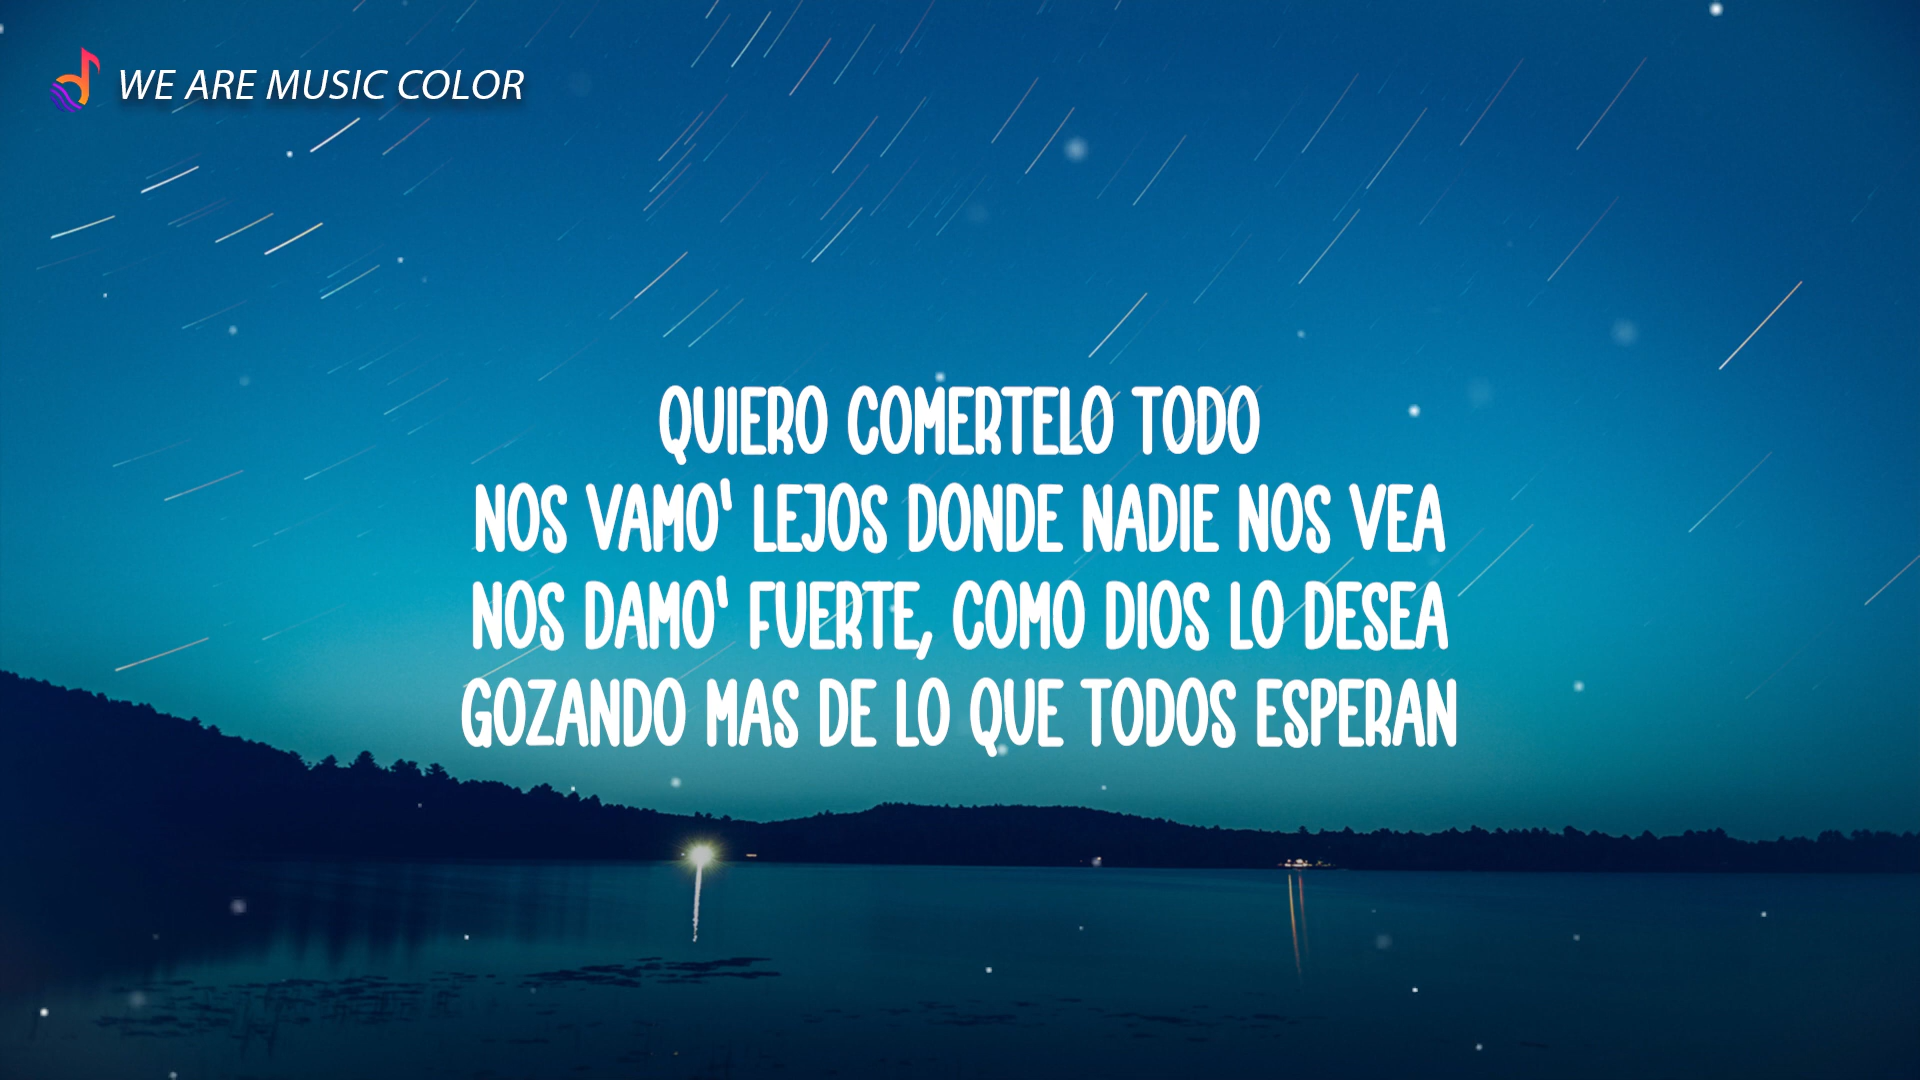 WE ARE MUSIC COLOR
QUIERO COMERTELO TODO
NOS VAMO' LEJOS DONDE NADIE NOS VEA
NOS DAMO' FUERTE, COMO DIOS LO DESEA
GOZANDO MAS DE LO QUE TODOS ESPERAN